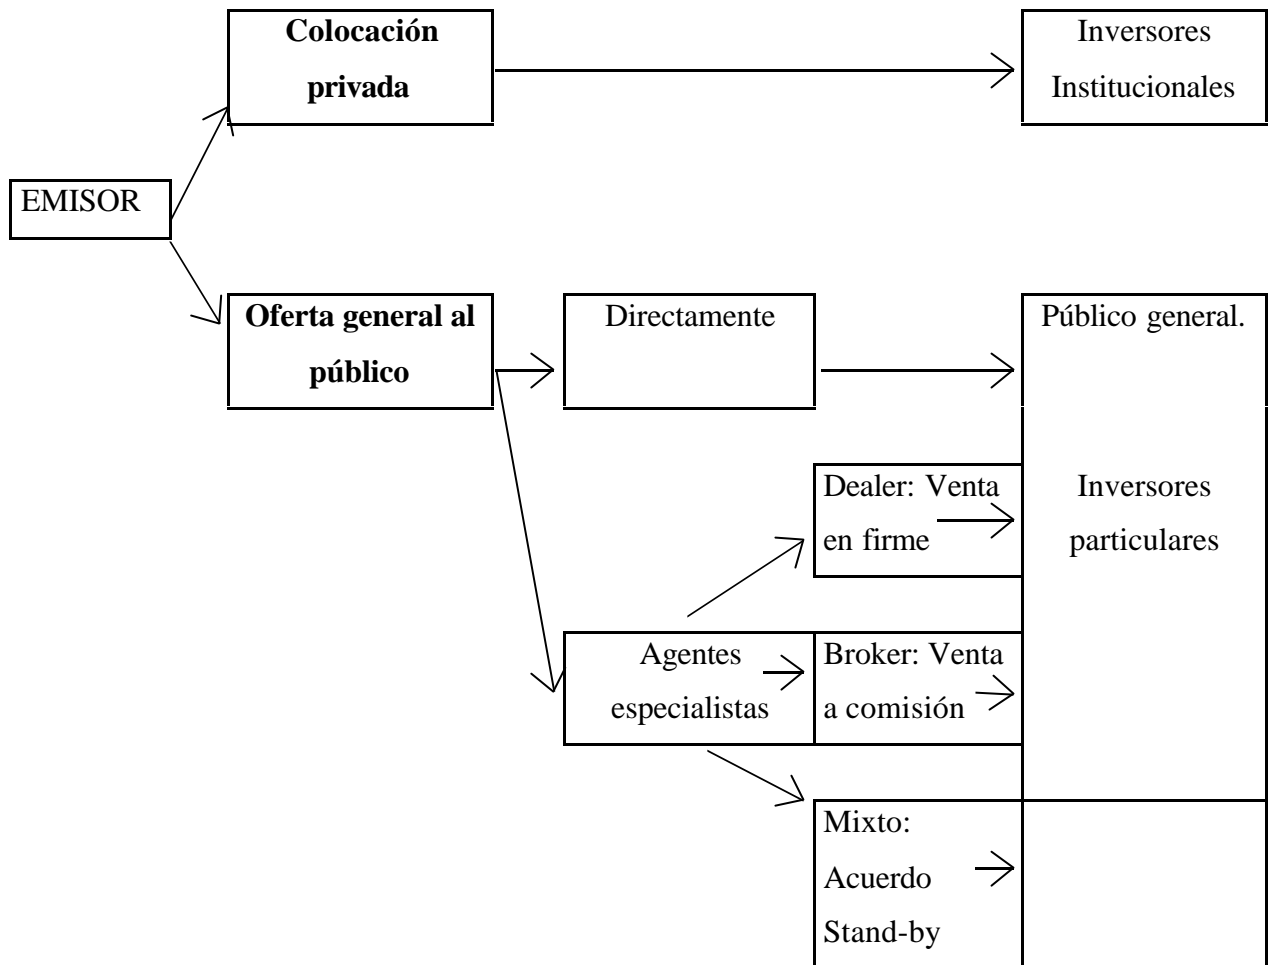 Colocación
privada
Inversores
Institucionales
EMISOR
Oferta general al
público
Directamente
Público general.
Dealer: Venta
en firme
Inversores
particulares
Agentes
especialistas
Broker: Venta
a comisión
Mixto:
Acuerdo
Stand-by